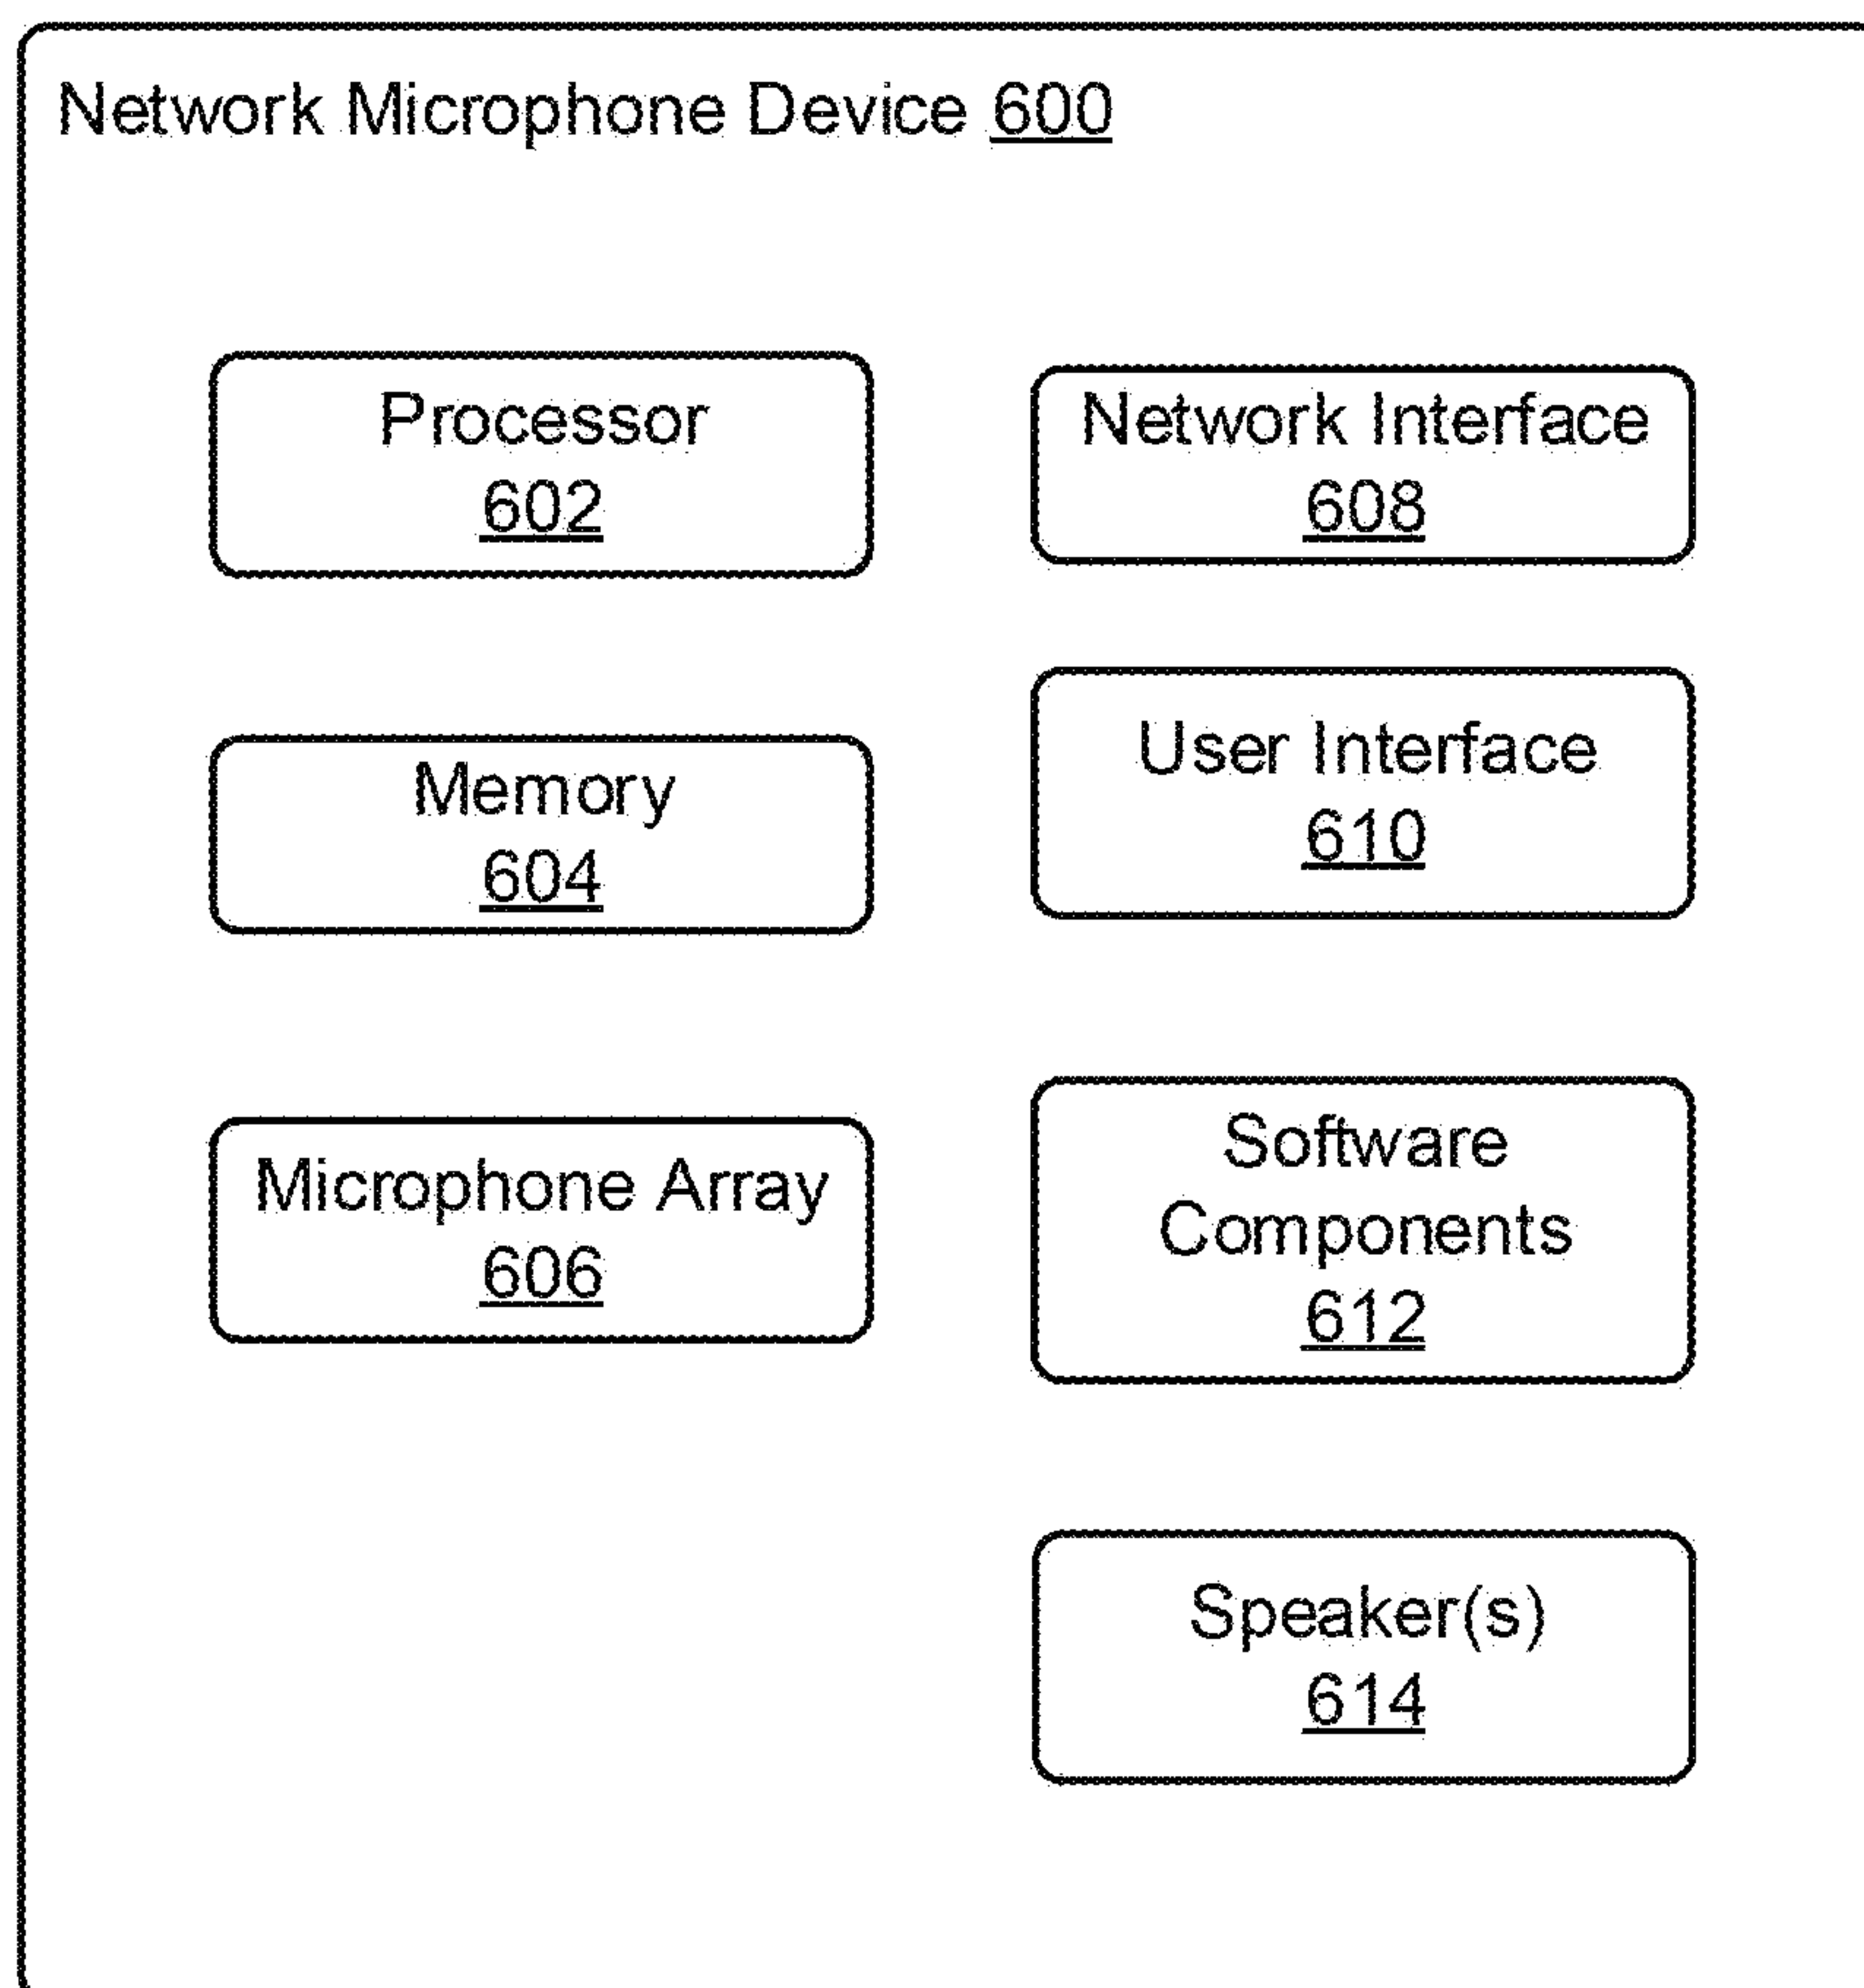 Network Microphone Device 600
Processor
602
Memory
604
Microphone Array
606
Network Interface
608
User Interface
610
Software
Components
612
Speaker(s)
614